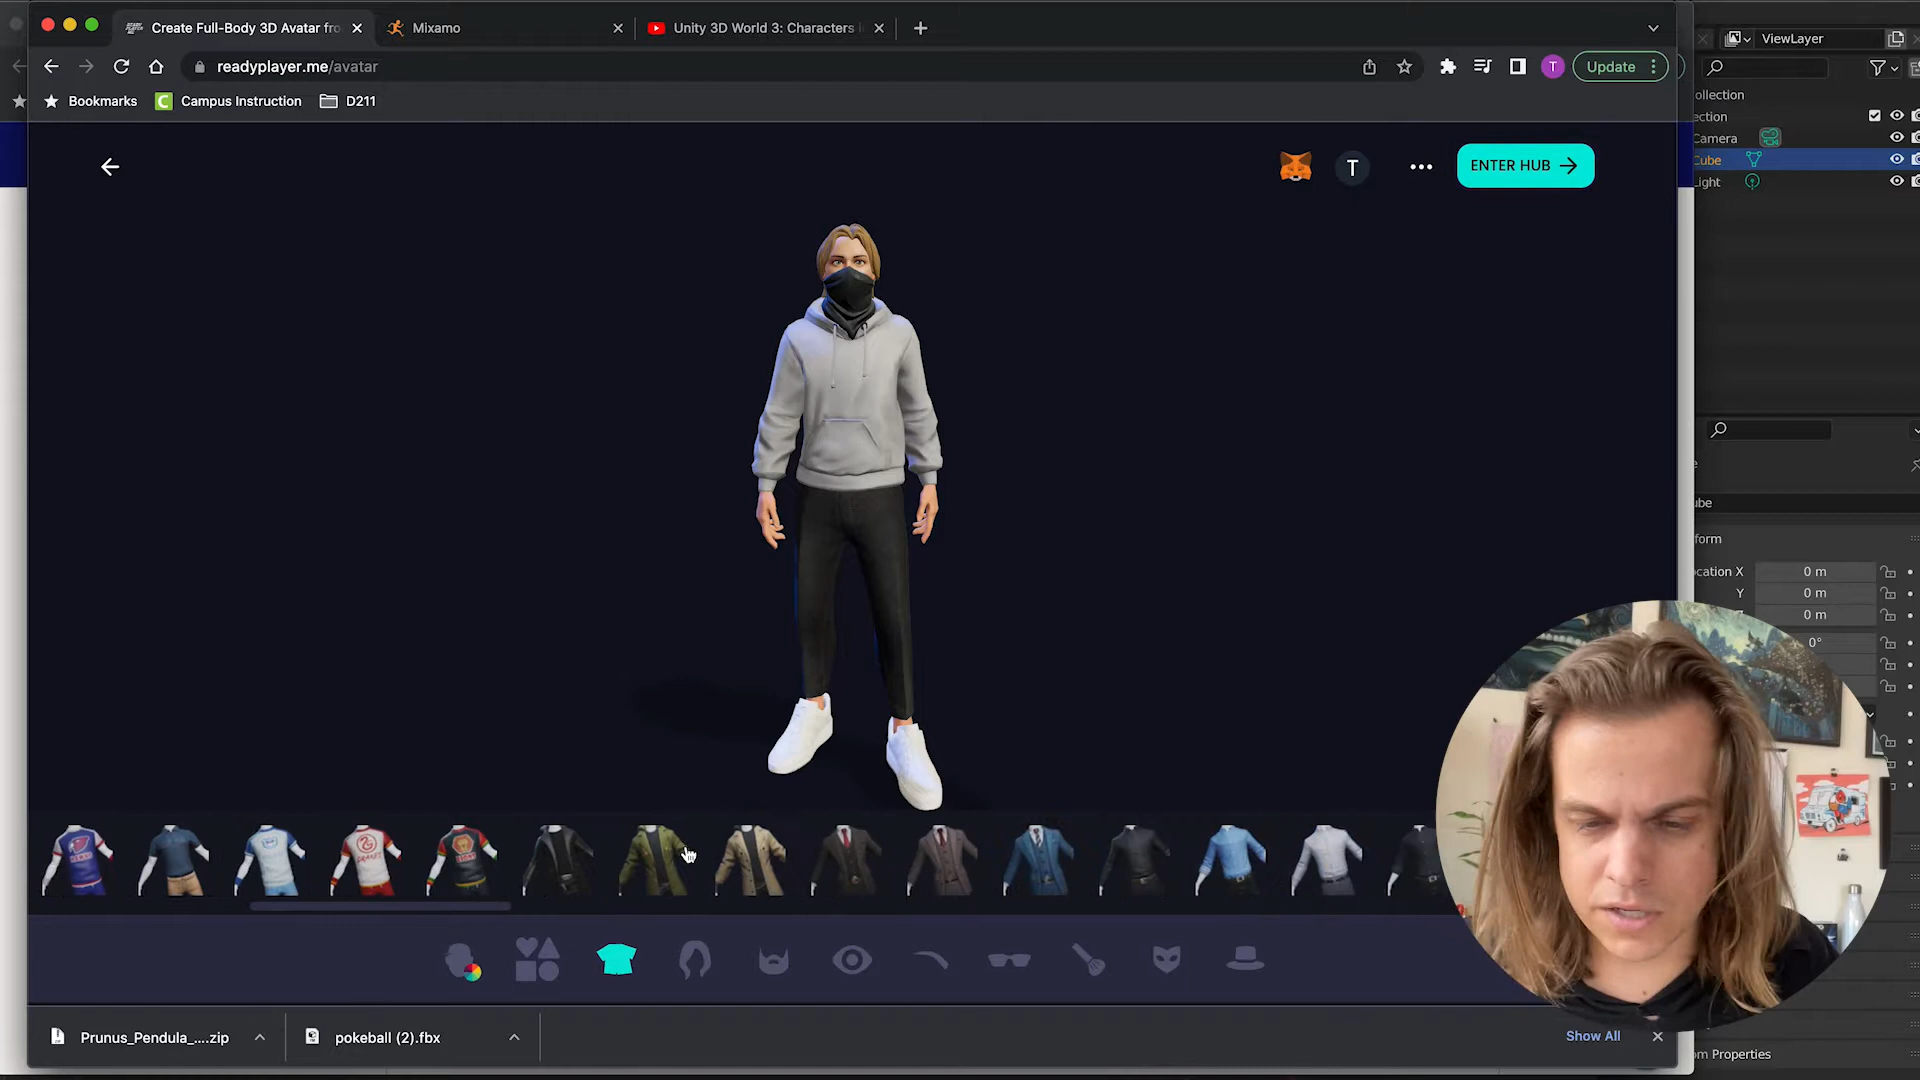 Create Full-Body 3D Avatar fro
Mixamo
Unity 3D World 3: Characters i
readyplayer.me/avatar
T
Update
Bookmarks
Campus Instruction
D211
T
ENTER HUB
Prunus_Pendula_....zip
pokeball (2).fbx
Show All
ViewLayer
ollection
ection
Camera
Cube
Light
e
ube
form
ocation X
0 m
Y
0 m
0 m
0°
om Properties